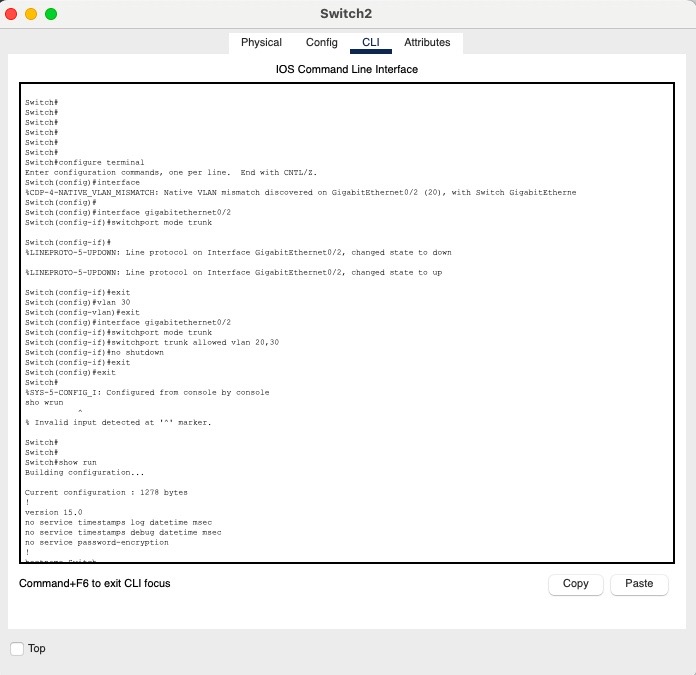 Switch2
Physical Config CLI Attributes
IOS Command Line Interface
Switch#
Switch#
Switch#
Switch#
Switch#
Switch#
Switch#configure terminal
Enter configuration commands, one per line. End with CNTL/Z.
Switch(config)#interface
%CDP-4-NATIVE_VLAN_MISMATCH: Native VLAN mismatch discovered on GigabitEthernet0/2 (20), with Switch GigabitEtherne
Switch(config)#
Switch(config)#interface gigabitethernet0/2
Switch(config-if)#switchport mode trunk
Switch(config-if)#
%LINEPROTO-5-UPDOWN: Line protocol on Interface GigabitEthernet0/2, changed state to down
%LINEPROTO-5-UPDOWN: Line protocol on Interface GigabitEthernet0/2, changed state to up
Switch(config-if)#exit
Switch(config)#vlan 30
Switch(config-vlan)#exit
Switch(config)#interface gigabitethernet0/2
Switch(config-if)#switchport mode trunk
Switch(config-if)#switchport trunk allowed vlan 20,30
Switch(config-if)#no shutdown
Switch(config-if)#exit
Switch(config)#exit
Switch#
%SYS-5-CONFIG_I: Configured from console by console
sho wrun
^
% Invalid input detected at '^' marker.
Switch#
Switch#
Switch#show run
Building configuration...
Current configuration : 1278 bytes
!
version 15.0
no service timestamps log datetime msec
no service timestamps debug datetime msec
no service password-encryption
!
hostname Switch
Command+F6 to exit CLI focus
Copy Paste
Top